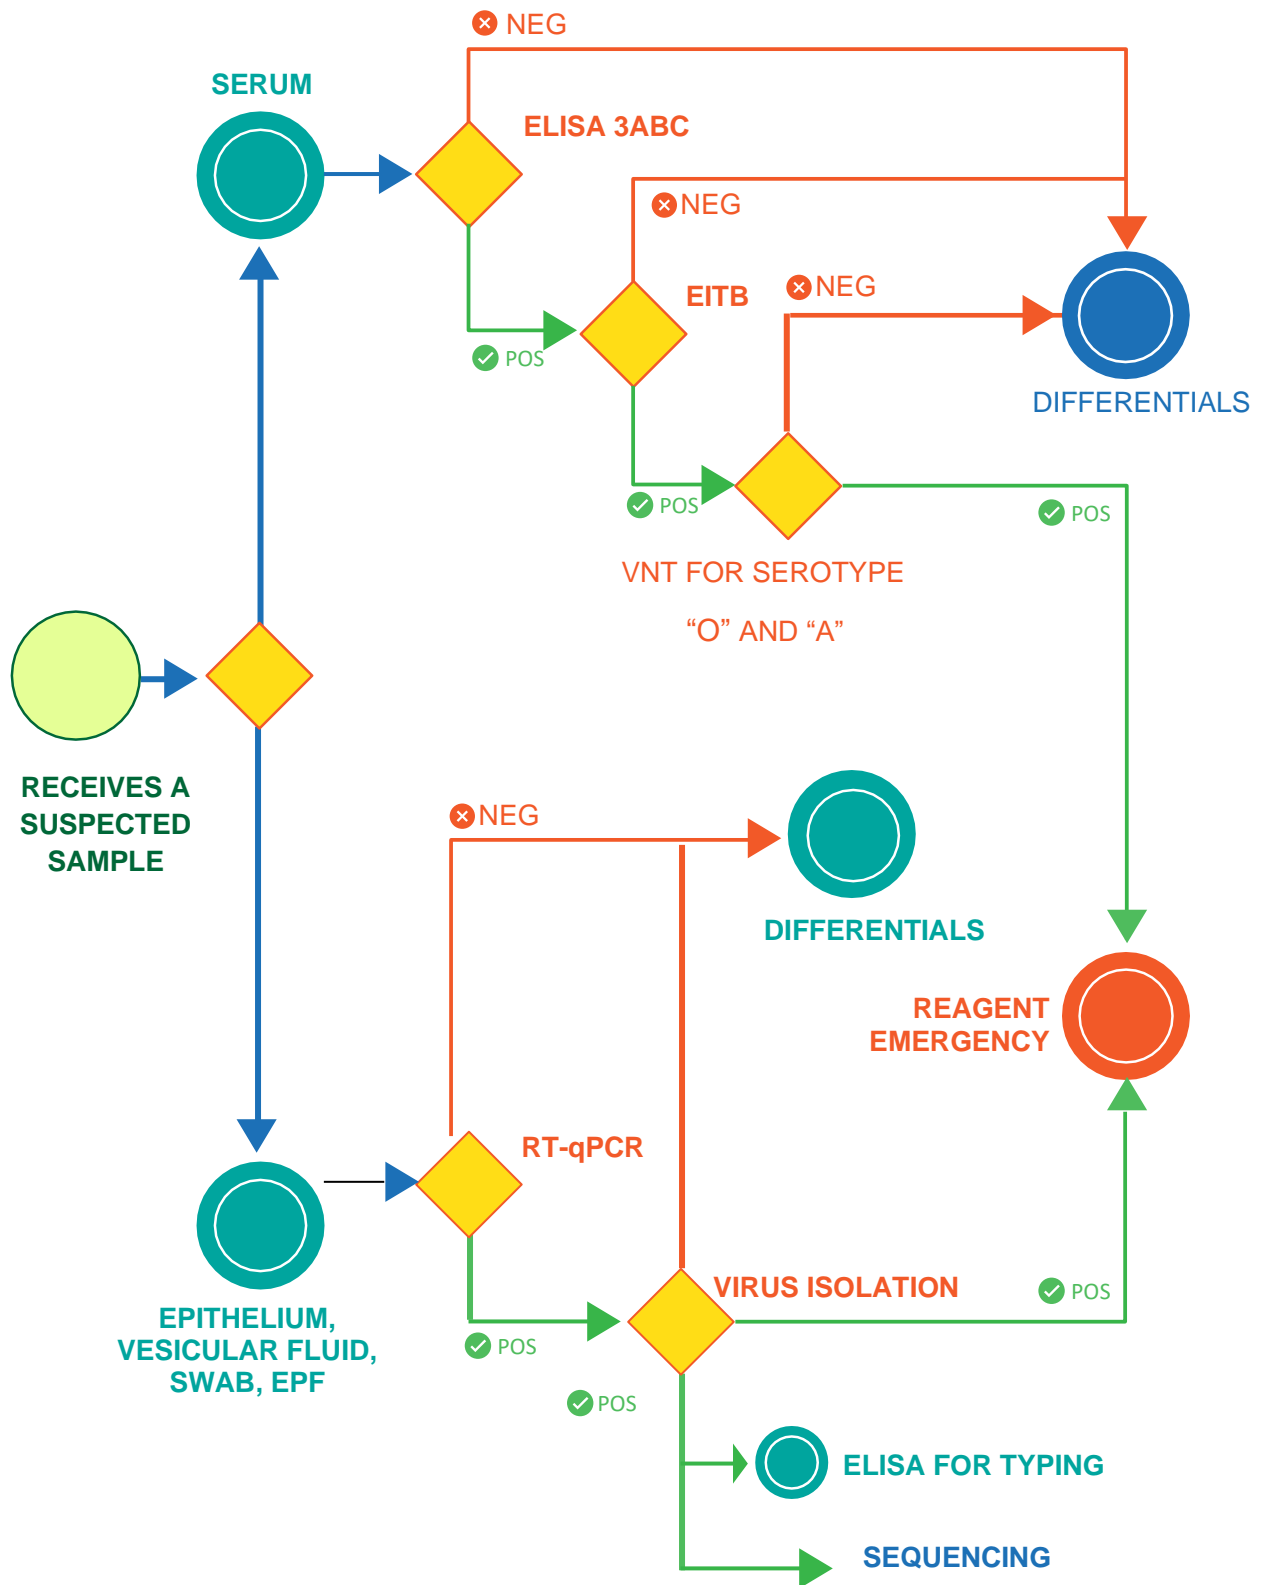 NEG
SERUM
ELISA 3ABC
NEG
EITB
NEG
POS
DIFFERENTIALS
POS
POS
VNT FOR SEROTYPE
“O” AND “A”
RECEIVES A
SUSPECTED
SAMPLE
NEG
DIFFERENTIALS
REAGENT
EMERGENCY
RT-qPCR
VIRUS ISOLATION
POS
EPITHELIUM,
VESICULAR FLUID,
SWAB, EPF
POS
POS
ELISA FOR TYPING
SEQUENCING